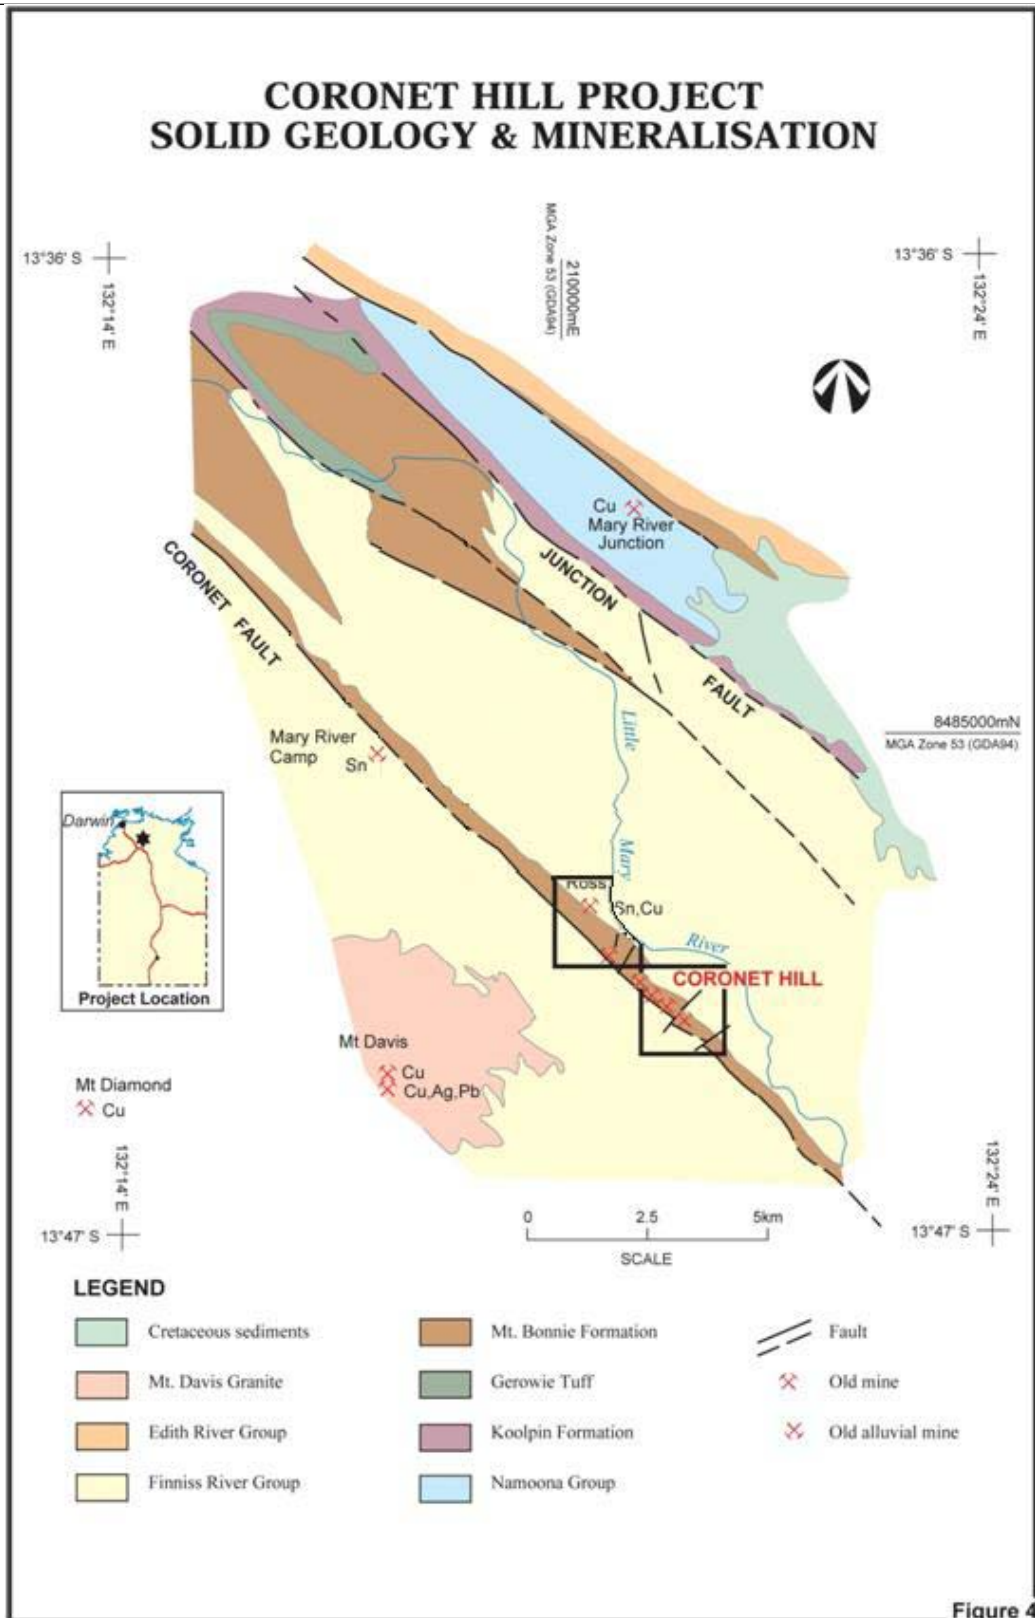 CORONET HILL PROJECT
SOLID GEOLOGY & MINERALISATION
13°36' S
132°14' E
210000mE
MGA Zone 53 (GDA94)
13°36' S
132°24' E
Cu
Mary River
Junction
JUNCTION
FAULT
CORONET FAULT
8485000mN
MGA Zone 53 (GDA94)
Mary River
Camp
Sn
Little
Mary
River
Darwin
Project Location
Ross
Sn,Cu
CORONET HILL
Mt Davis
Cu
Cu,Ag,Pb
Mt Diamond
Cu
132°14' E
13°47' S
132°24' E
13°47' S
0 2.5 5km
SCALE
LEGEND
Cretaceous sediments
Mt. Davis Granite
Edith River Group
Finniss River Group
Mt. Bonnie Formation
Gerowie Tuff
Koolpin Formation
Namoona Group
Fault
Old mine
Old alluvial mine
Figure 4